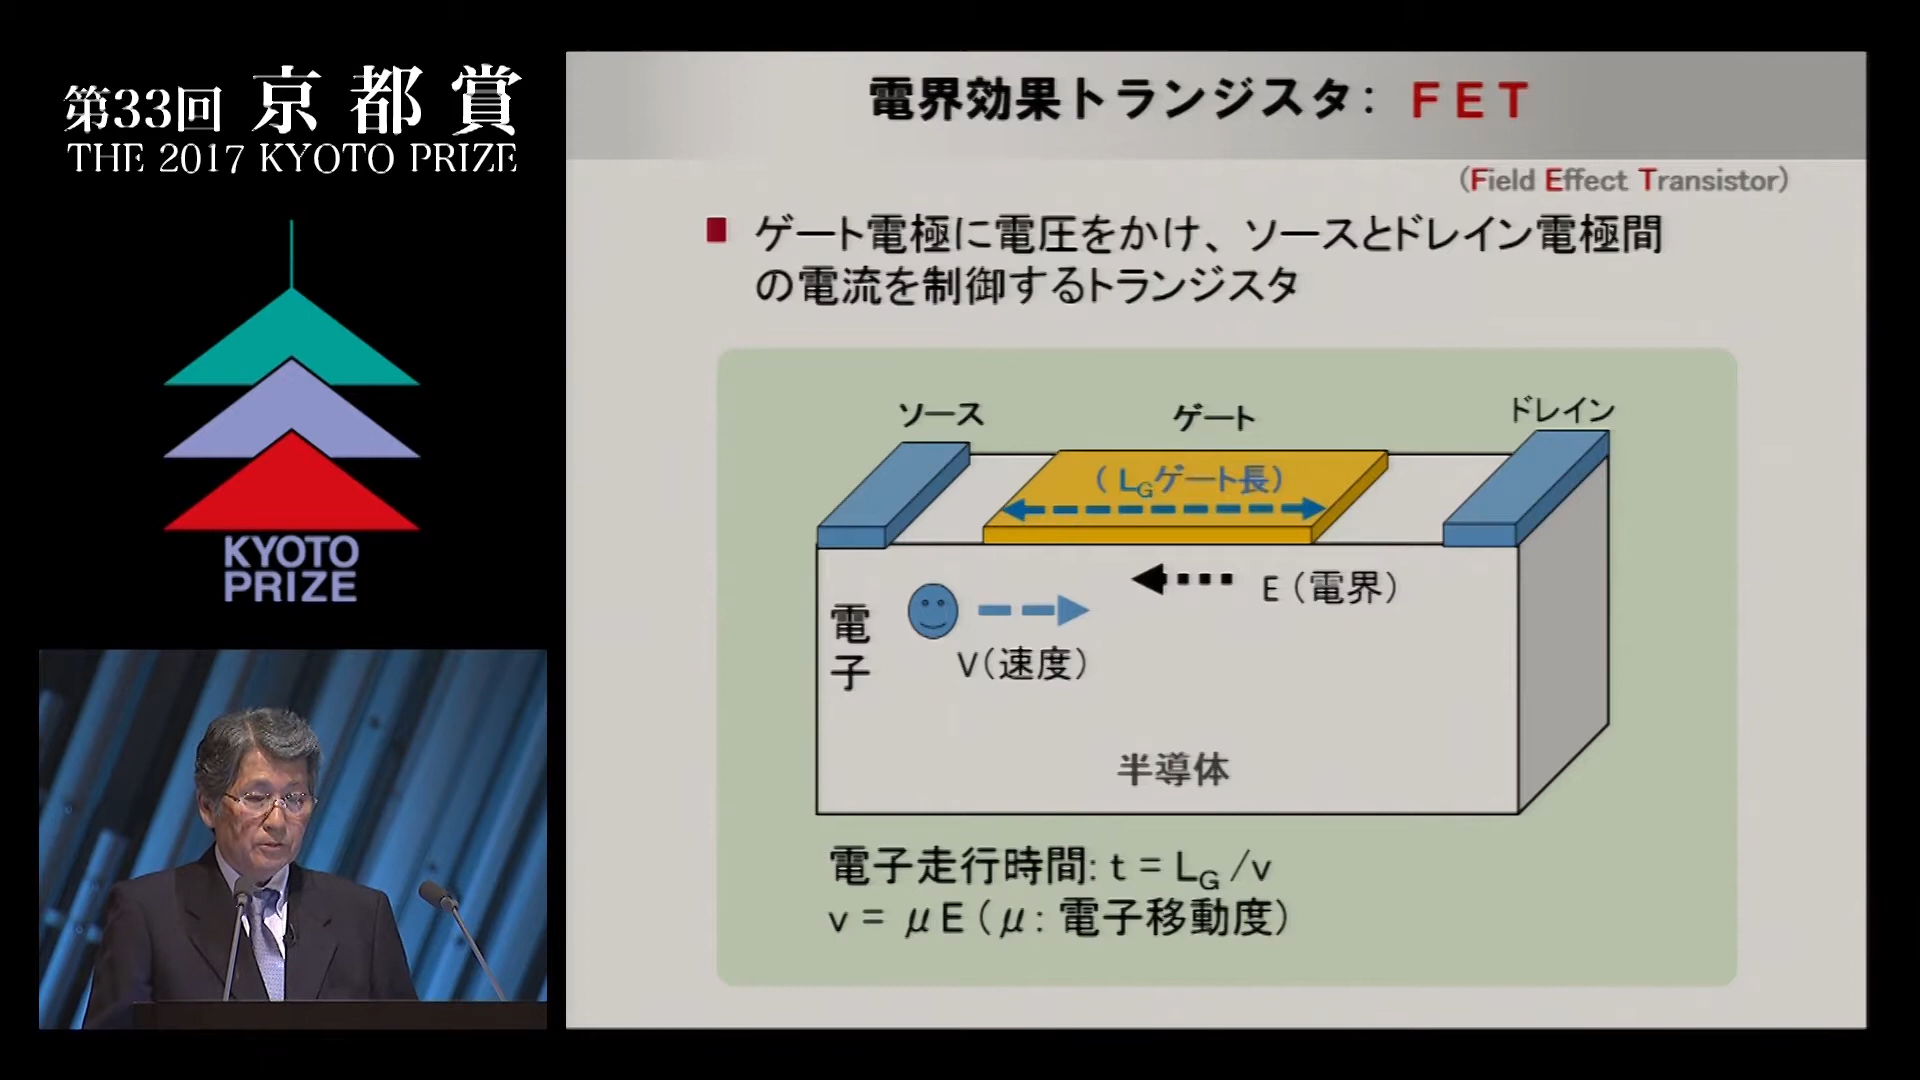 第33回 京都賞
THE 2017 KYOTO PRIZE
KYOTO
PRIZE
電界効果トランジスタ: FET
(Field Effect Transistor)
ゲート電極に電圧をかけ、ソースとドレイン電極間
の電流を制御するトランジスタ
ソース
ゲート
ドレイン
(LGゲート長)
E(電界)
電子
V(速度)
半導体
電子走行時間: t = LG /v
v = μE(μ: 電子移動度)